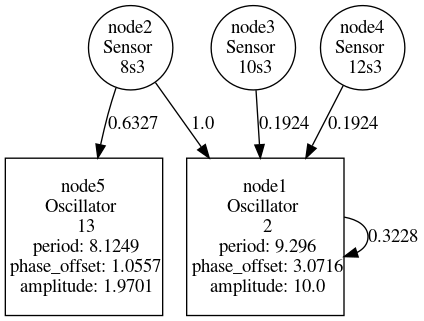 node2
Sensor
8s3
node3
Sensor
10s3
node4
Sensor
12s3
0.6327
1.0
0.1924
0.1924
node5
Oscillator
13
period: 8.1249
phase_offset: 1.0557
amplitude: 1.9701
node1
Oscillator
2
period: 9.296
phase_offset: 3.0716
amplitude: 10.0
0.3228